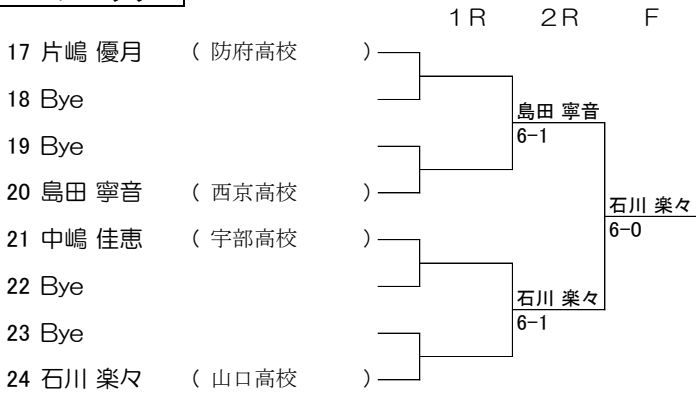 1R 2R F
17 片嶋 優月 ( 防府高校 )
18 Bye
島田 寧音
6-1
19 Bye
20 島田 寧音 ( 西京高校 )
石川 楽々
6-0
21 中嶋 佳恵 ( 宇部高校 )
22 Bye
石川 楽々
6-1
23 Bye
24 石川 楽々 ( 山口高校 )